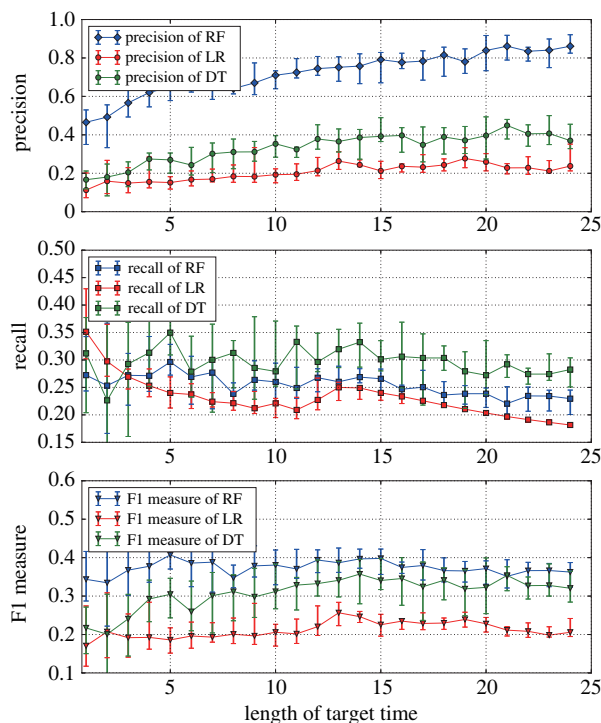 1.0
0.8
0.6
0.4
0.2
0
precision
precision of RF
precision of LR
precision of DT
5 10 15 20 25
0.50
0.45
0.40
0.35
0.30
0.25
0.20
0.15
recall
recall of RF
recall of LR
recall of DT
5 10 15 20 25
0.6
0.5
0.4
0.3
0.2
0.1
F1 measure
F1 measure of RF
F1 measure of LR
F1 measure of DT
5 10 15 20 25
length of target time